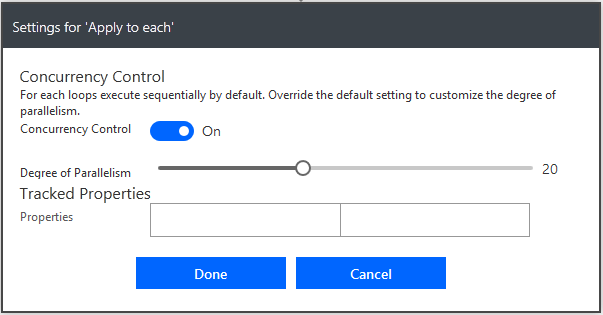 Settings for 'Apply to each'
Concurrency Control
For each loops execute sequentially by default. Override the default setting to customize the degree of
parallelism.
Concurrency Control On
Degree of Parallelism 20
Tracked Properties
Properties
Done Cancel